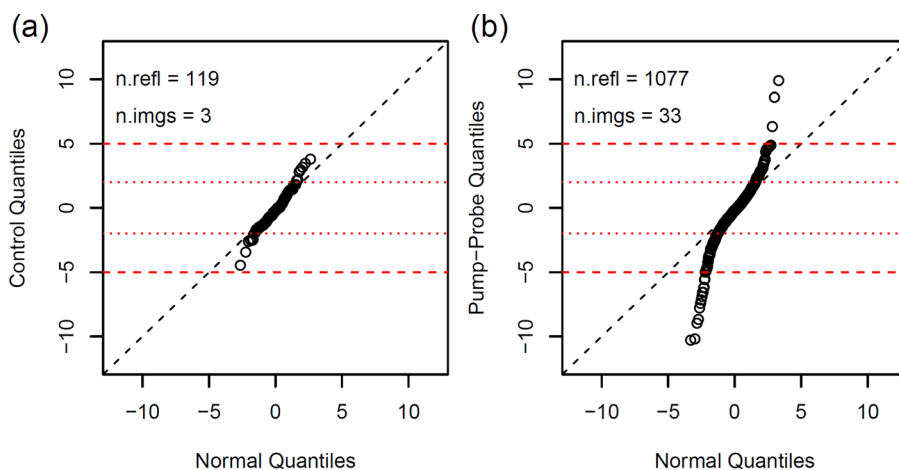 (a)
n.refl = 119
n.imgs = 3
Control Quantiles
10
5
0
−5
−10
−10 −5 0 5 10
Normal Quantiles
(b)
n.refl = 1077
n.imgs = 33
Pump−Probe Quantiles
10
5
0
−5
−10
−10 −5 0 5 10
Normal Quantiles